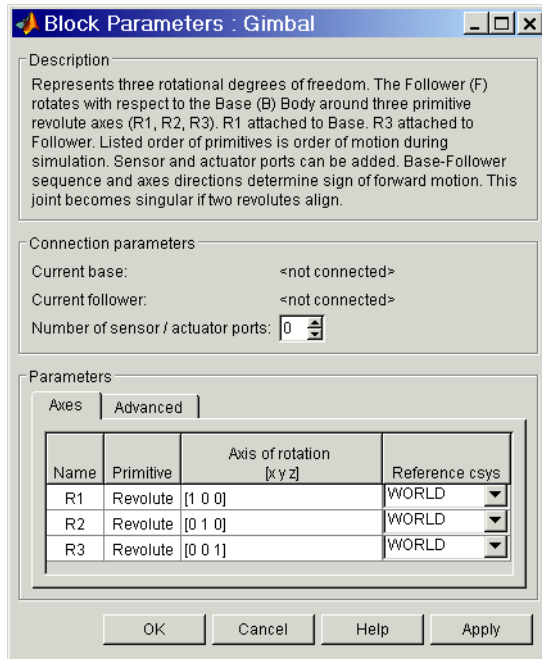 Block Parameters : Gimbal
Description
Represents three rotational degrees of freedom. The Follower (F)
rotates with respect to the Base (B) Body around three primitive
revolute axes (R1, R2, R3). R1 attached to Base. R3 attached to
Follower. Listed order of primitives is order of motion during
simulation. Sensor and actuator ports can be added. Base-Follower
sequence and axes directions determine sign of forward motion. This
joint becomes singular if two revolutes align.
Connection parameters
Current base: <not connected>
Current follower: <not connected>
Number of sensor / actuator ports: 0
Parameters
Axes Advanced
Name Primitive Axis of rotation [x y z] Reference csys
R1 Revolute [1 0 0] WORLD
R2 Revolute [0 1 0] WORLD
R3 Revolute [0 0 1] WORLD
OK Cancel Help Apply